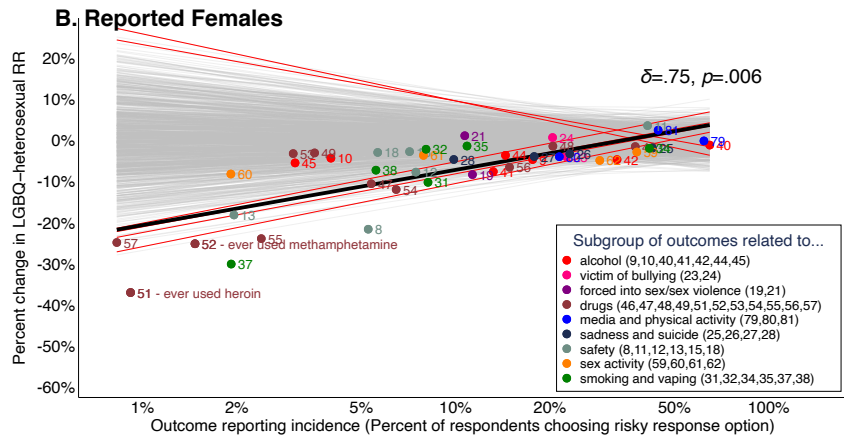 B. Reported Females
δ=.75, p=.006
Percent change in LGBQ−heterosexual RR
20%
10%
0%
-10%
-20%
-30%
-40%
-50%
-60%
21
24
81
79
40
53
49
45
10
18
32
35
61
28
44
48
26
42
60
38
31
19
41
56
54
13
8
57
52 - ever used methamphetamine
55
37
51 - ever used heroin
Subgroup of outcomes related to...
alcohol (9,10,40,41,42,44,45)
victim of bullying (23,24)
forced into sex/sex violence (19,21)
drugs (46,47,48,49,51,52,53,54,55,56,57)
media and physical activity (79,80,81)
sadness and suicide (25,26,27,28)
safety (8,11,12,13,15,18)
sex activity (59,60,61,62)
smoking and vaping (31,32,34,35,37,38)
1% 2% 5% 10% 20% 50% 100%
Outcome reporting incidence (Percent of respondents choosing risky response option)